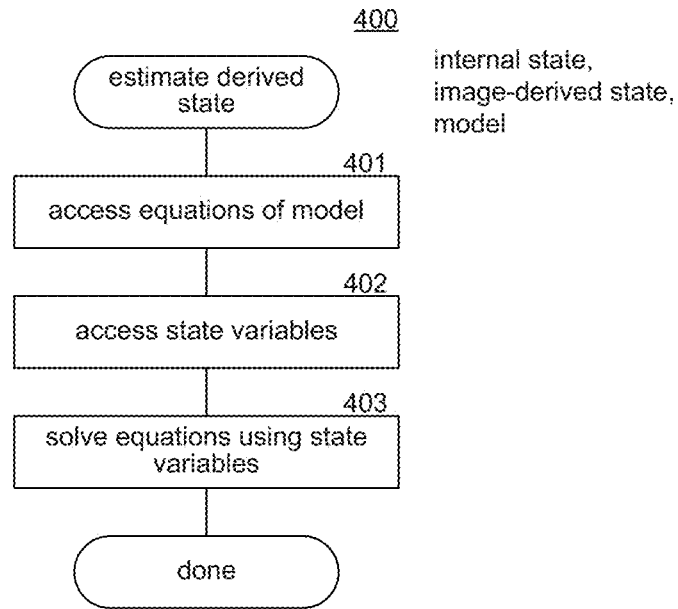 400
estimate derived
state
internal state,
image-derived state,
model
401
access equations of model
402
access state variables
403
solve equations using state
variables
done